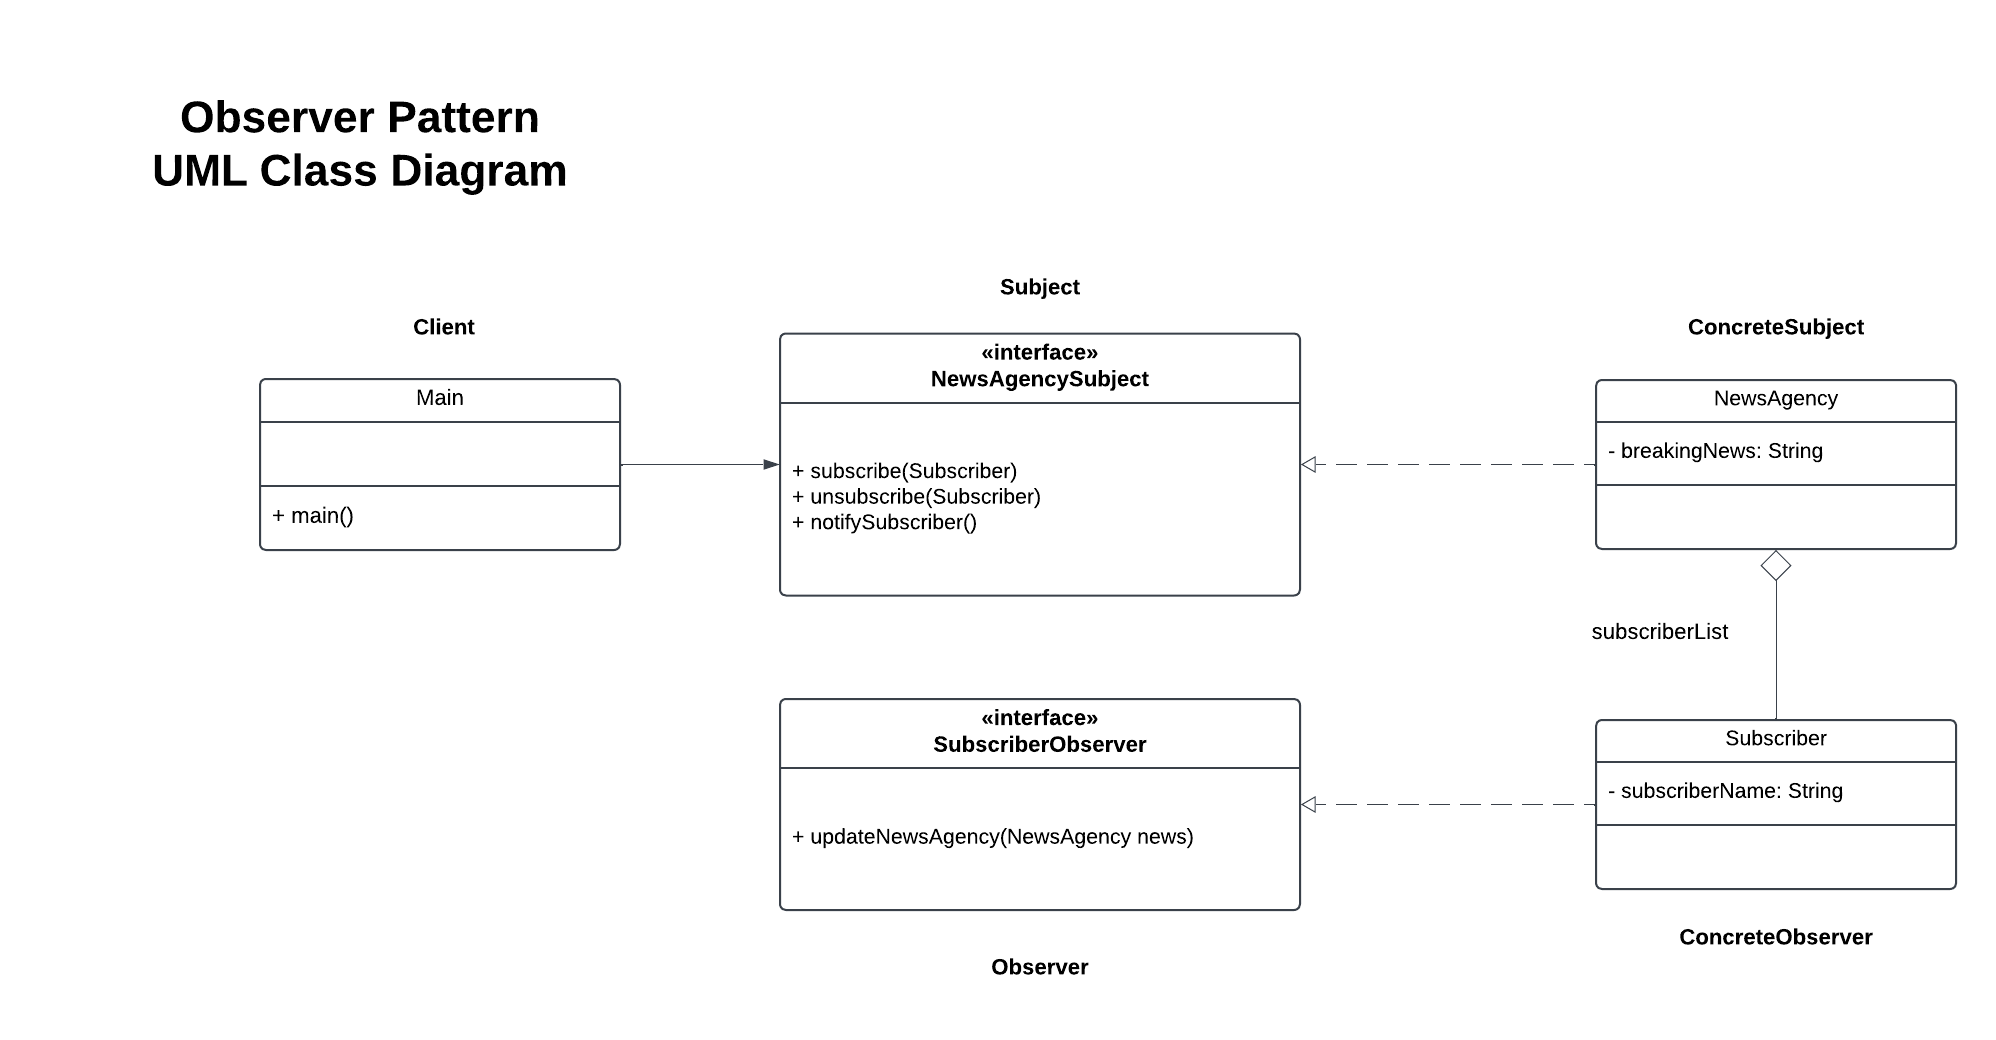 Observer Pattern
UML Class Diagram
Subject
Client
ConcreteSubject
Main
+ main()
«interface»
NewsAgencySubject
+ subscribe(Subscriber)
+ unsubscribe(Subscriber)
+ notifySubscriber()
NewsAgency
- breakingNews: String
subscriberList
«interface»
SubscriberObserver
+ updateNewsAgency(NewsAgency news)
Subscriber
- subscriberName: String
ConcreteObserver
Observer